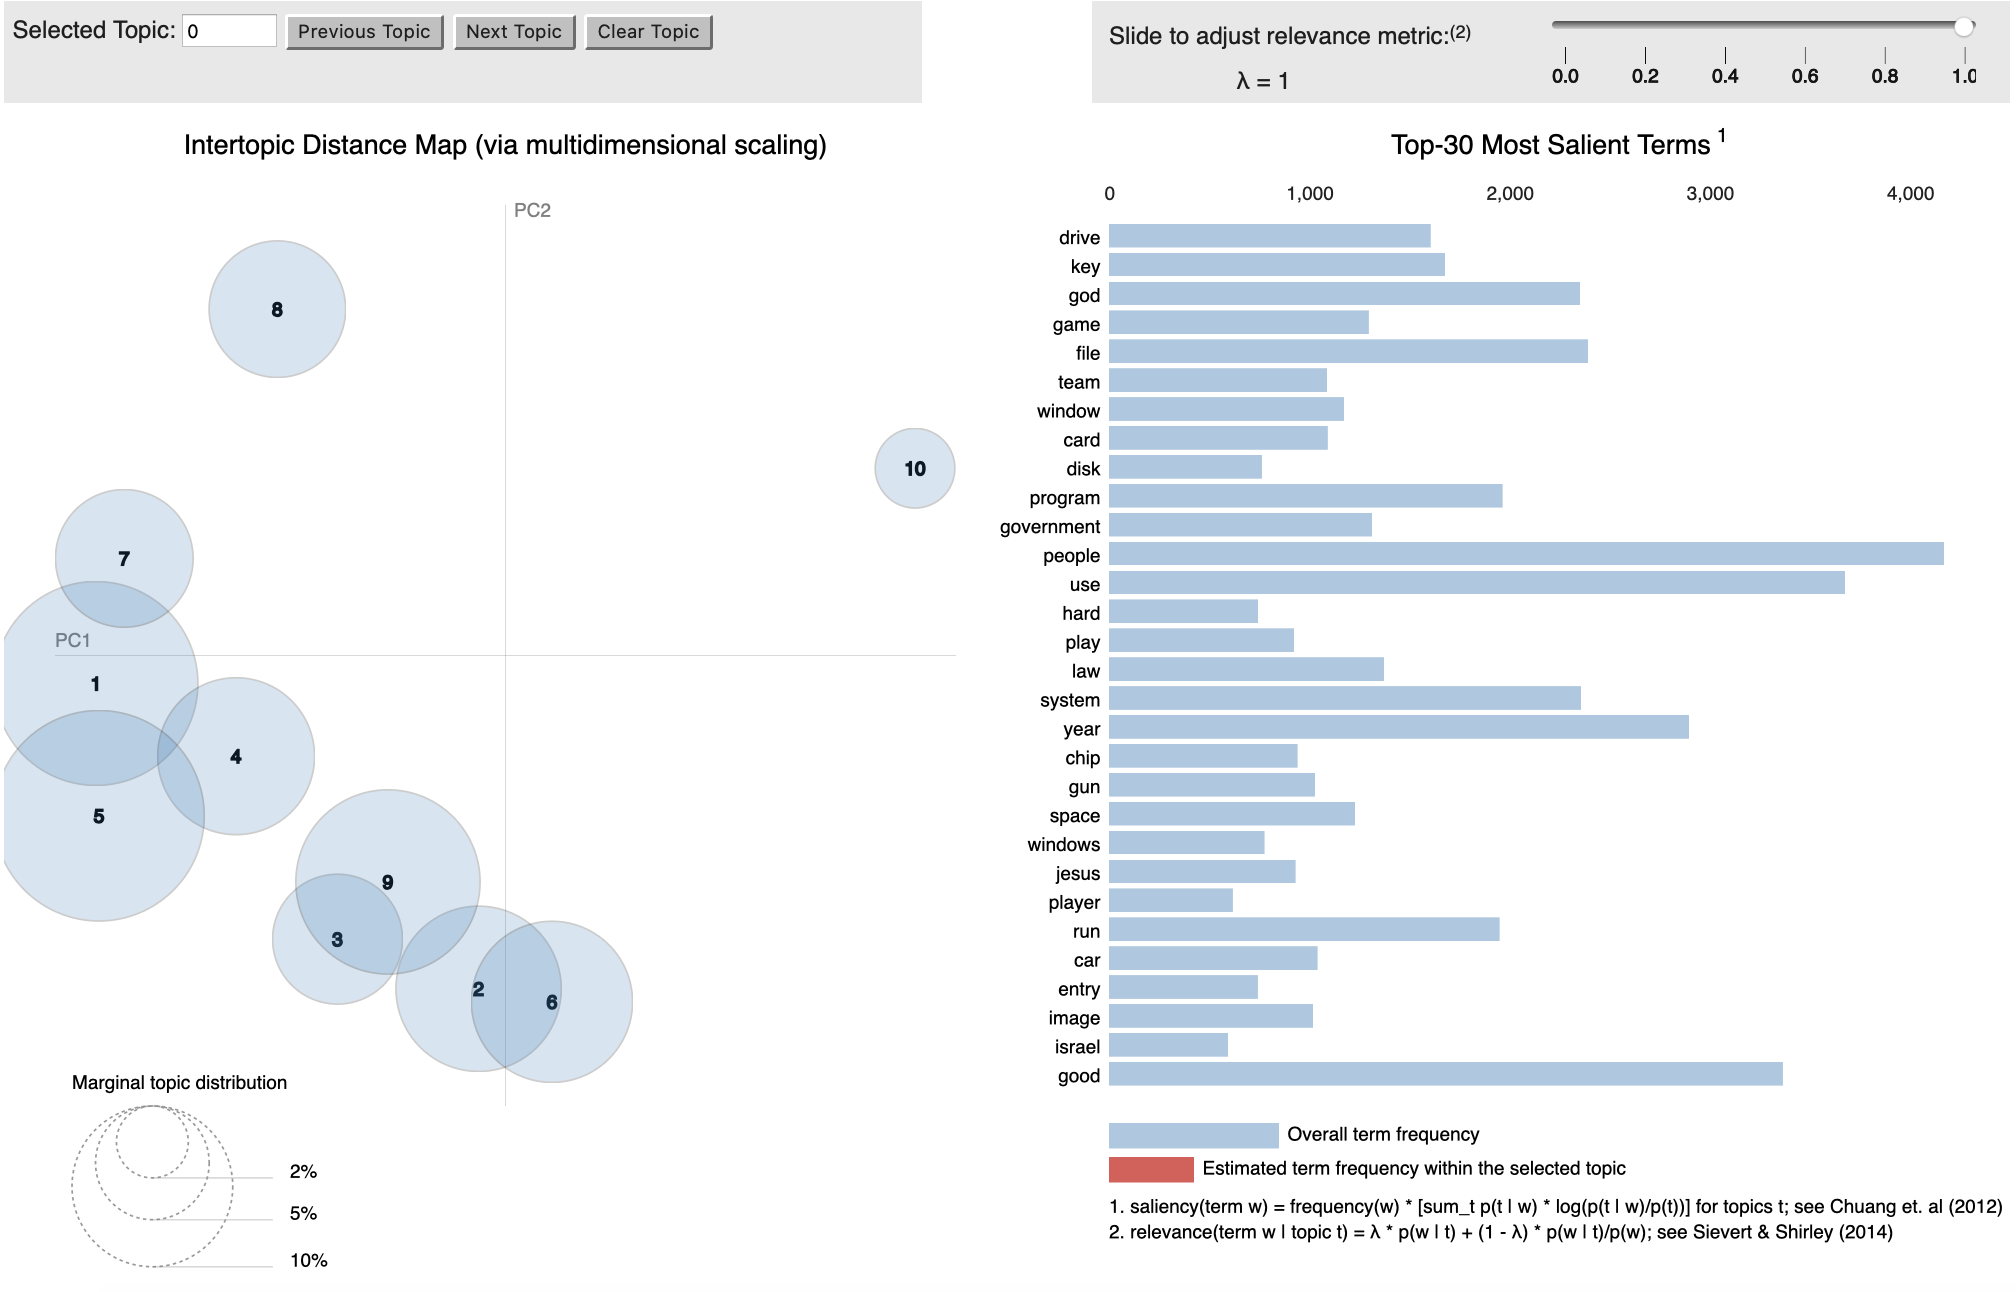 Selected Topic: 0 Previous Topic Next Topic Clear Topic
Slide to adjust relevance metric:(2)
λ = 1
0.0 0.2 0.4 0.6 0.8 1.0
Intertopic Distance Map (via multidimensional scaling)
PC2
8
10
7
PC1
1
4
5
9
3
2
6
Marginal topic distribution
2%
5%
10%
Top-30 Most Salient Terms 1
0 1,000 2,000 3,000 4,000
drive
key
god
game
file
team
window
card
disk
program
government
people
use
hard
play
law
system
year
chip
gun
space
windows
jesus
player
run
car
entry
image
israel
good
Overall term frequency
Estimated term frequency within the selected topic
1. saliency(term w) = frequency(w) * [sum_t p(t | w) * log(p(t | w)/p(t))] for topics t; see Chuang et. al (2012)
2. relevance(term w | topic t) = λ * p(w | t) + (1 - λ) * p(w | t)/p(w); see Sievert & Shirley (2014)